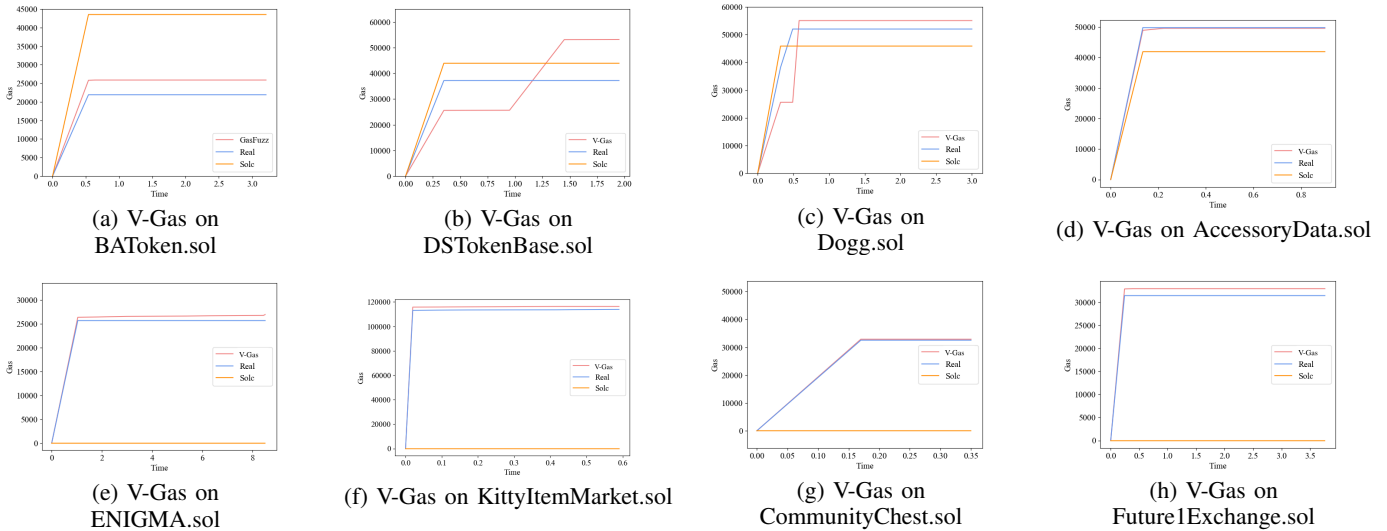 45000
40000
35000
30000
25000
20000
15000
10000
5000
0
Gas
0.0 0.5 1.0 1.5 2.0 2.5 3.0
Time
GasFuzz
Real
Solc
(a) V-Gas on
BAToken.sol
60000
50000
40000
30000
20000
10000
0
Gas
0.00 0.25 0.50 0.75 1.00 1.25 1.50 1.75 2.00
Time
V-Gas
Real
Solc
(b) V-Gas on
DSTokenBase.sol
60000
50000
40000
30000
20000
10000
0
Gas
0.0 0.5 1.0 1.5 2.0 2.5 3.0
Time
V-Gas
Real
Solc
(c) V-Gas on
Dogg.sol
50000
40000
30000
20000
10000
0
Gas
0.0 0.2 0.4 0.6 0.8
Time
V-Gas
Real
Solc
(d) V-Gas on AccessoryData.sol
30000
25000
20000
15000
10000
5000
0
Gas
0 2 4 6 8
Time
V-Gas
Real
Solc
(e) V-Gas on
ENIGMA.sol
120000
100000
80000
60000
40000
20000
0
Gas
0.0 0.1 0.2 0.3 0.4 0.5 0.6
Time
V-Gas
Real
Solc
(f) V-Gas on KittyItemMarket.sol
50000
40000
30000
20000
10000
0
Gas
0.00 0.05 0.10 0.15 0.20 0.25 0.30 0.35
Time
V-Gas
Real
Solc
(g) V-Gas on
CommunityChest.sol
30000
25000
20000
15000
10000
5000
0
Gas
0.0 0.5 1.0 1.5 2.0 2.5 3.0 3.5
Time
V-Gas
Real
Solc
(h) V-Gas on
Future1Exchange.sol